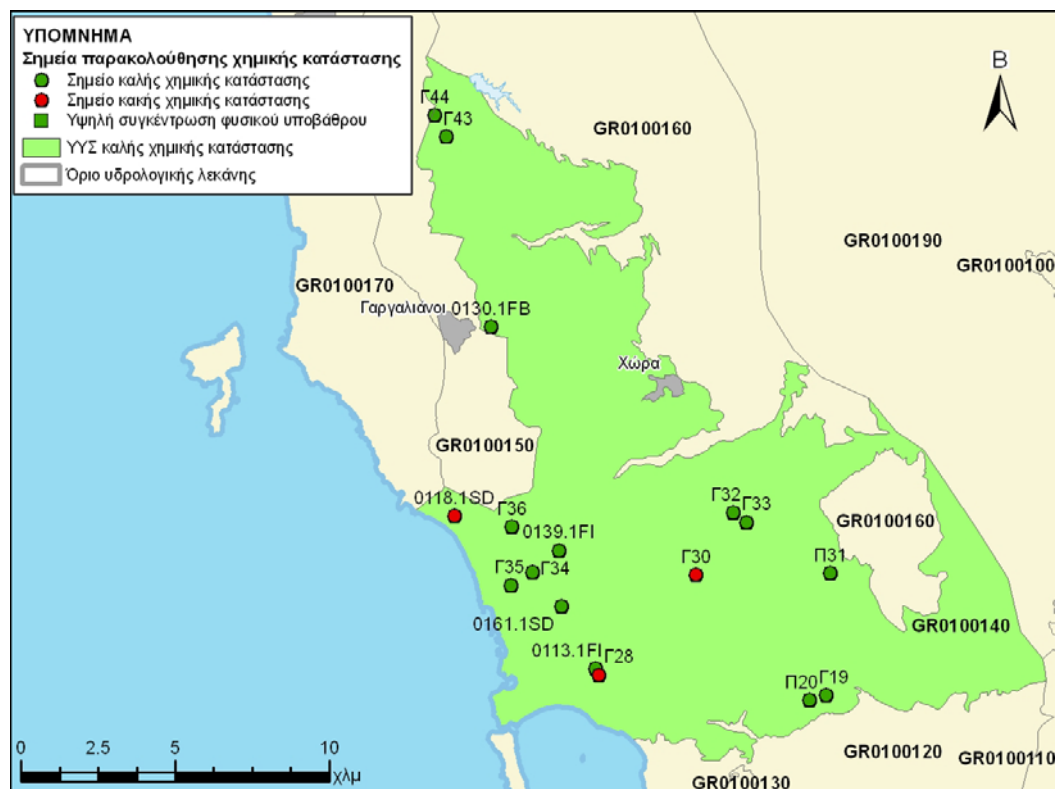 ΥΠΟΜΝΗΜΑ
Σημεία παρακολούθησης χημικής κατάστασης
Σημείο καλής χημικής κατάστασης
Σημείο κακής χημικής κατάστασης
Υψηλή συγκέντρωση φυσικού υποβάθρου
ΥΥΣ καλής χημικής κατάστασης
Όριο υδρολογικής λεκάνης
Β
Γ44
Γ43
GR0100160
GR0100190
GR0100100
GR0100170
Γαργαλιάνοι
0130.1FB
Χώρα
GR0100150
0118.1SD
Γ36
Γ32
Γ33
GR0100160
0139.1FI
Γ35
Γ34
Γ30
Π31
0161.1SD
GR0100140
0113.1FI
Γ28
Π20
Γ19
GR0100120
GR0100110
GR0100130
0 2.5 5 10
χλμ